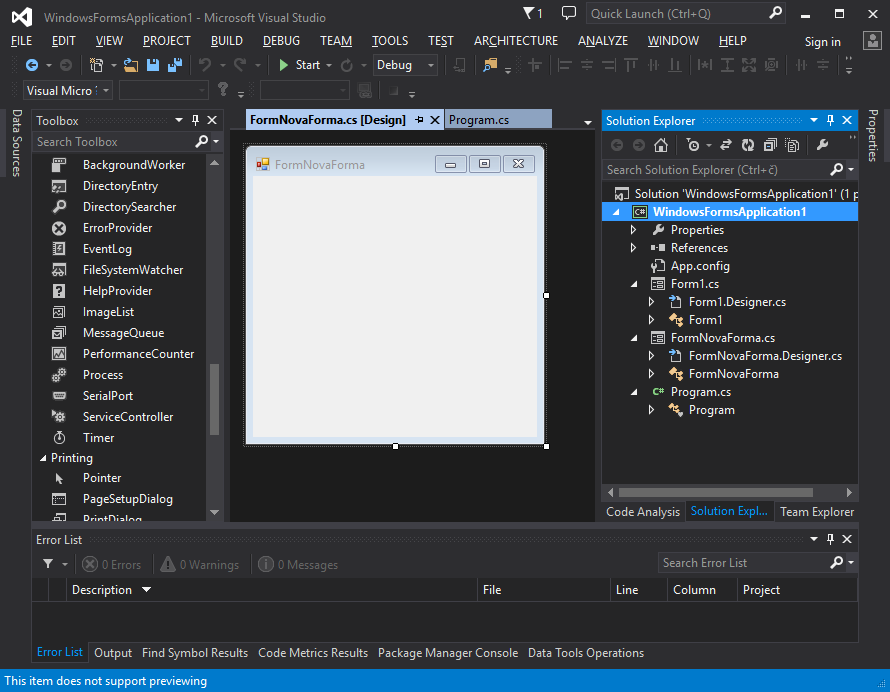 WindowsFormsApplication1 - Microsoft Visual Studio
1
Quick Launch (Ctrl+Q)
FILE EDIT VIEW PROJECT BUILD DEBUG TEAM TOOLS TEST ARCHITECTURE ANALYZE WINDOW HELP Sign in
Start Debug
Visual Micro
Data Sources
Toolbox
Search Toolbox
BackgroundWorker
DirectoryEntry
DirectorySearcher
ErrorProvider
EventLog
FileSystemWatcher
HelpProvider
ImageList
MessageQueue
PerformanceCounter
Process
SerialPort
ServiceController
Timer
Printing
Pointer
PageSetupDialog
PrintDialog
FormNovaForma.cs [Design] Program.cs
FormNovaForma
Solution Explorer
Search Solution Explorer (Ctrl+č)
Solution 'WindowsFormsApplication1' (1 p
WindowsFormsApplication1
Properties
References
App.config
Form1.cs
Form1.Designer.cs
Form1
FormNovaForma.cs
FormNovaForma.Designer.cs
FormNovaForma
C# Program.cs
Program
Code Analysis Solution Expl... Team Explorer
Properties
Error List
0 Errors 0 Warnings 0 Messages
Search Error List
Description File Line Column Project
Error List Output Find Symbol Results Code Metrics Results Package Manager Console Data Tools Operations
This item does not support previewing